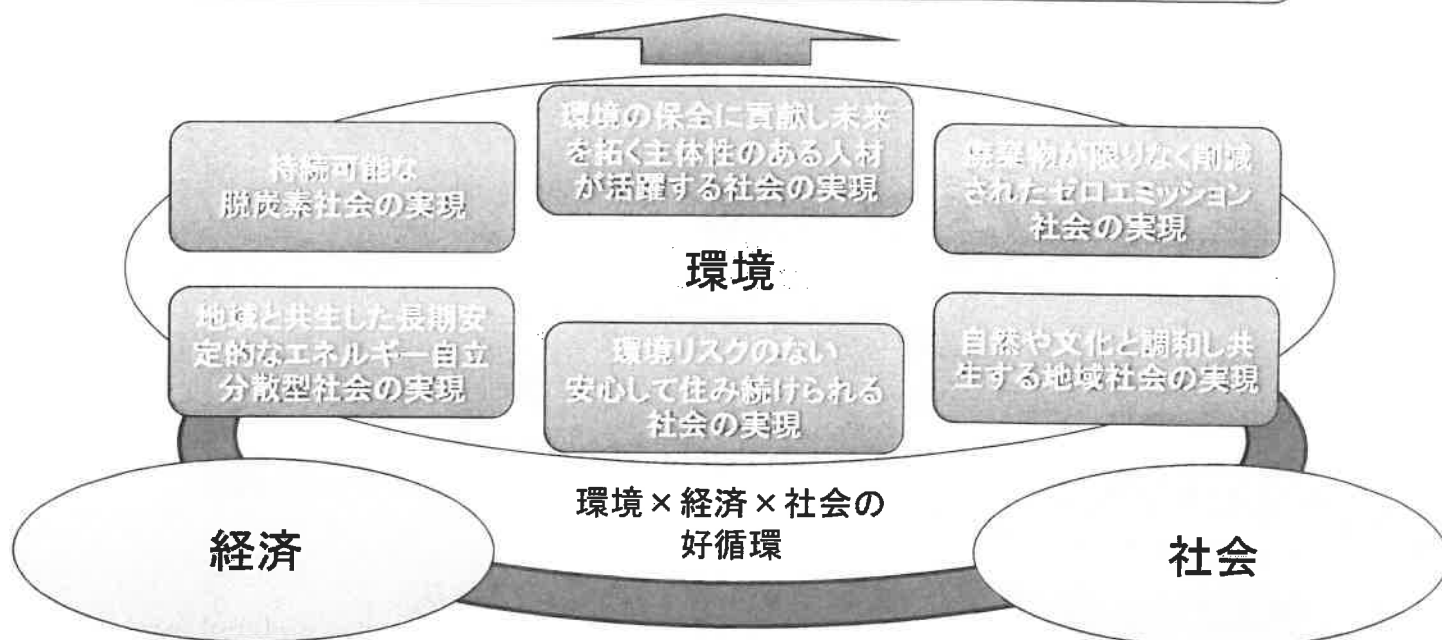 環境の保全に貢献し未来
を拓く主体性のある人材
が活躍する社会の実現
持続可能な
脱炭素社会の実現
廃棄物が限りなく削減
されたゼロエミッション
社会の実現
環境
地域と共生した長期安
定的なエネルギー自立
分散型社会の実現
環境リスクのない
安心して住み続けられる
社会の実現
自然や文化と調和し共
生する地域社会の実現
環境×経済×社会の
好循環
経済
社会